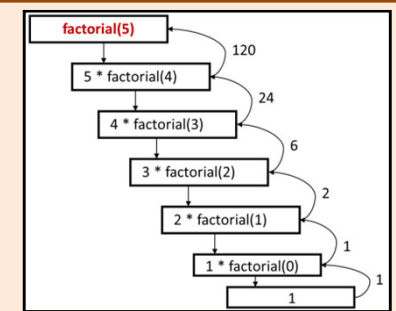 factorial(5)
120
5 * factorial(4)
24
4 * factorial(3)
6
3 * factorial(2)
2
2 * factorial(1)
1
1 * factorial(0)
1
1